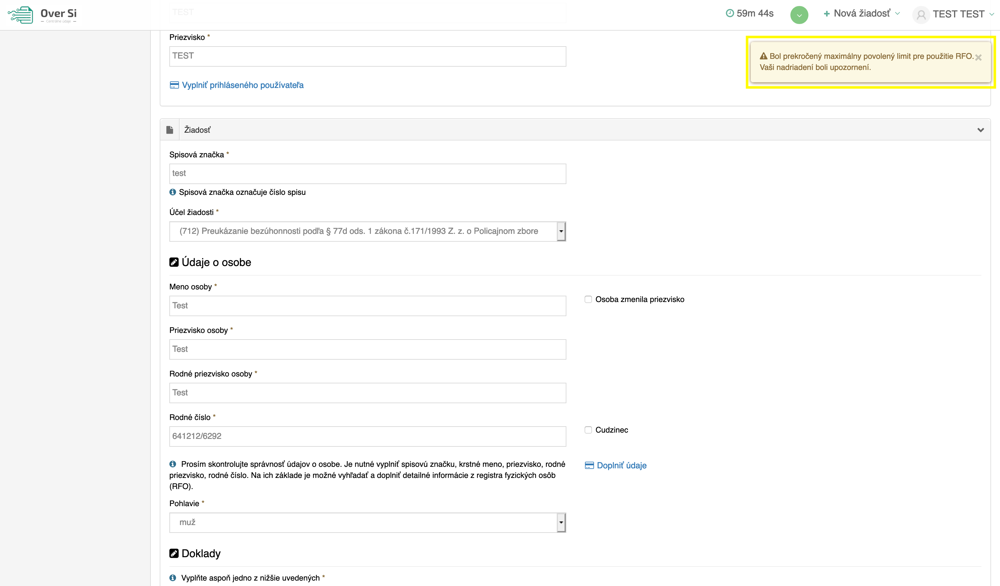 Over Si
Centrálne údaje
TEST
59m 44s
Nová žiadosť
TEST TEST
Priezvisko *
TEST
Vyplniť prihláseného používateľa
Bol prekročený maximálny povolený limit pre použitie RFO.
Vaši nadriadení boli upozornení.
Žiadosť
Spisová značka *
test
Spisová značka označuje číslo spisu
Účel žiadosti *
(712) Preukázanie bezúhonnosti podľa § 77d ods. 1 zákona č.171/1993 Z. z. o Policajnom zbore
Údaje o osobe
Meno osoby *
Test
Osoba zmenila priezvisko
Priezvisko osoby *
Test
Rodné priezvisko osoby *
Test
Rodné číslo *
641212/6292
Cudzinec
Prosím skontrolujte správnosť údajov o osobe. Je nutné vyplniť spisovú značku, krstné meno, priezvisko, rodné
priezvisko, rodné číslo. Na ich základe je možné vyhľadať a doplniť detailné informácie z registra fyzických osôb
(RFO).
Doplniť údaje
Pohlavie *
muž
Doklady
Vyplňte aspoň jedno z nižšie uvedených *